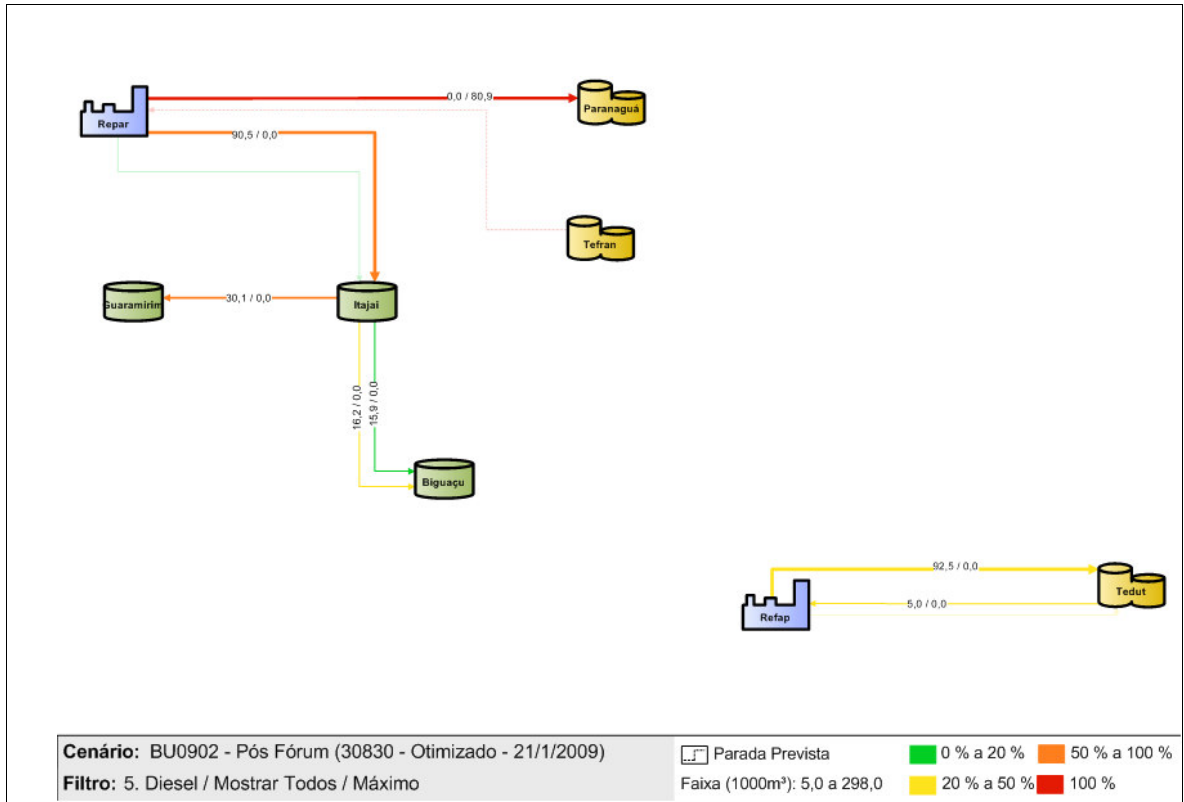 Repar
0,0 / 80,9
Paranaguá
90,5 / 0,0
Tefran
Guaramirim
30,1 / 0,0
Itajai
16,2 / 0,0
15,9 / 0,0
Biguaçu
92,5 / 0,0
Tedut
5,0 / 0,0
Refap
Cenário: BU0902 - Pós Fórum (30830 - Otimizado - 21/1/2009)
Filtro: 5. Diesel / Mostrar Todos / Máximo
Parada Prevista
Faixa (1000m³): 5,0 a 298,0
0 % a 20 %
50 % a 100 %
20 % a 50 %
100 %